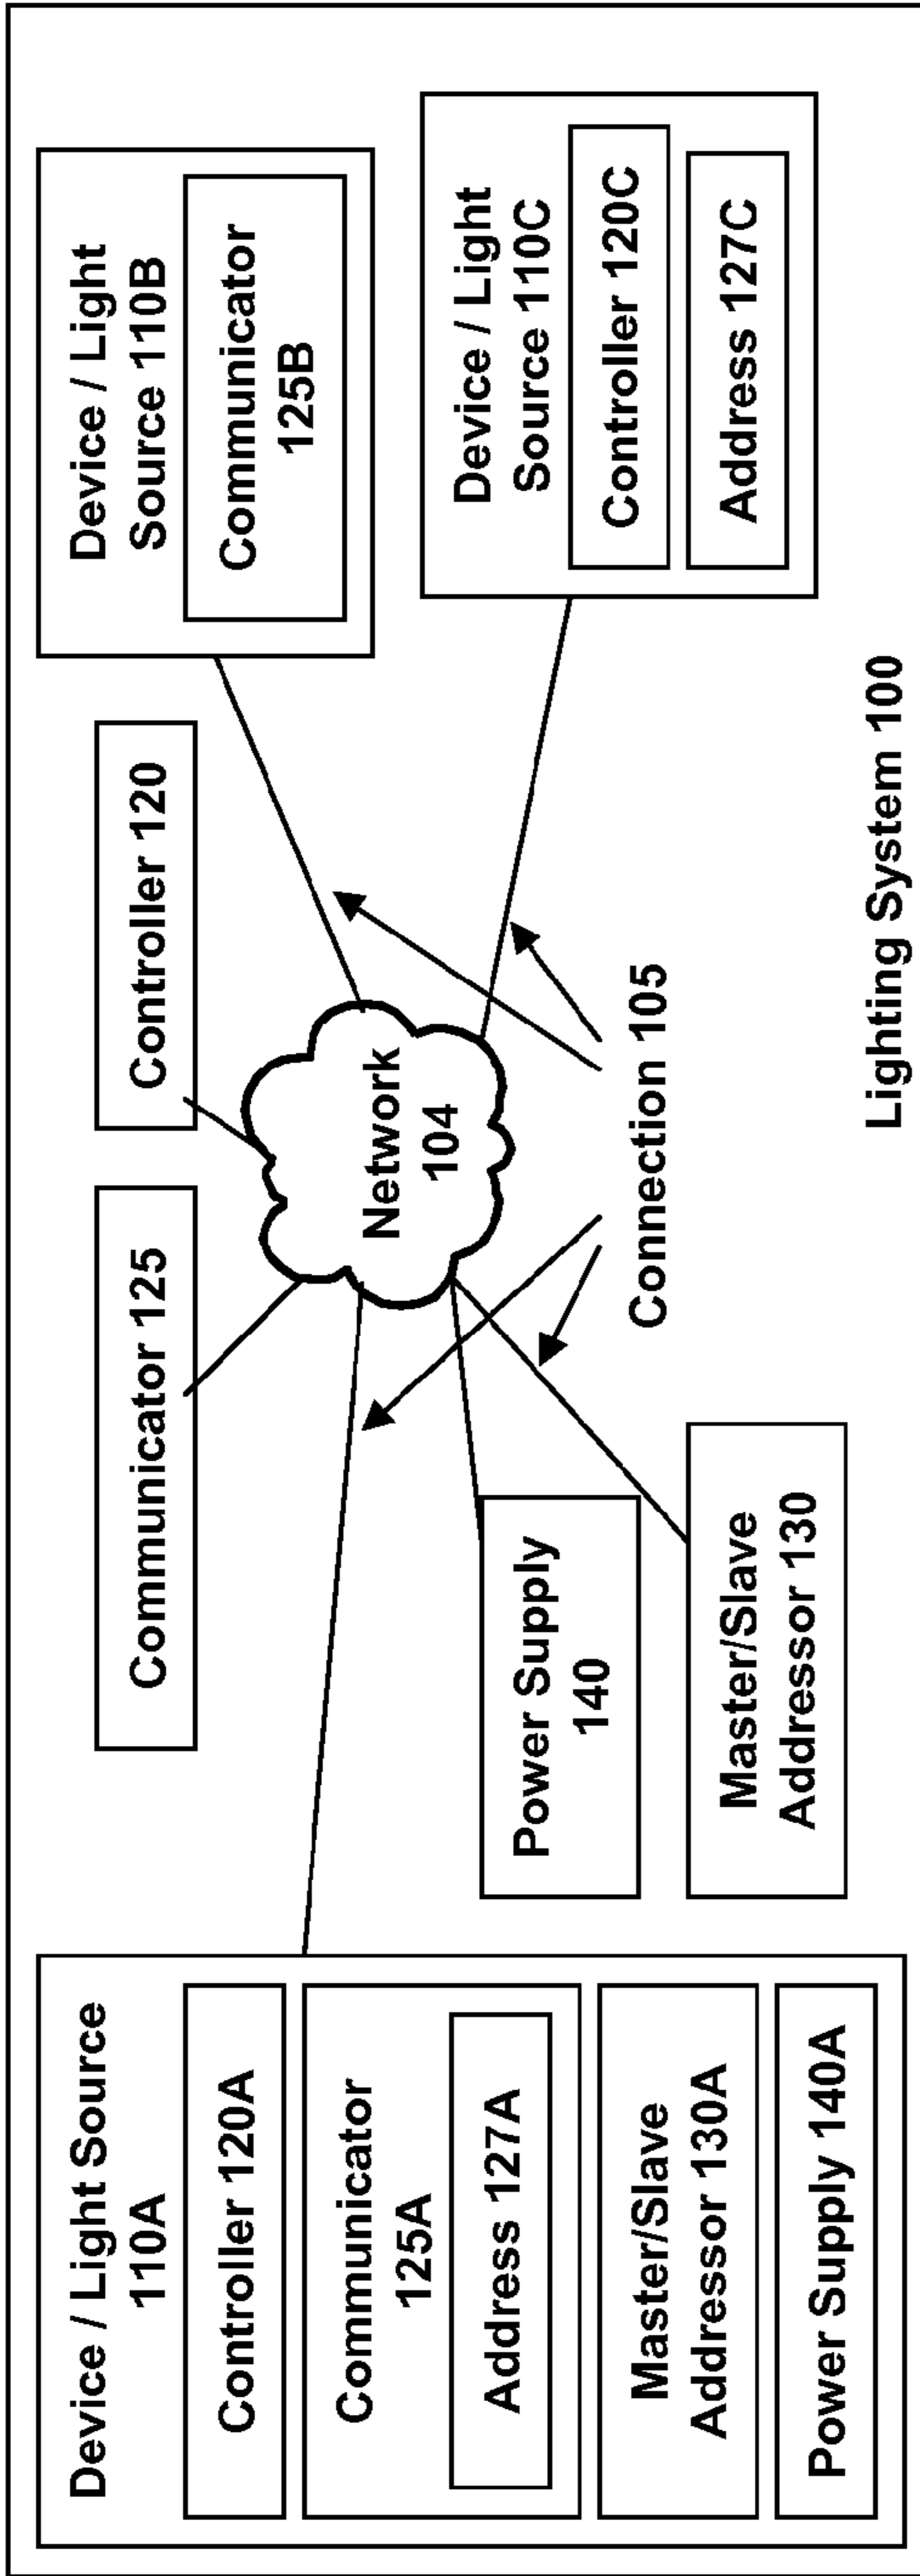 Device / Light Source
110A
Controller 120A
Communicator
125A
Address 127A
Master/Slave
Addressor 130A
Power Supply 140A
Communicator 125
Controller 120
Network
104
Power Supply
140
Master/Slave
Addressor 130
Connection 105
Device / Light
Source 110B
Communicator
125B
Device / Light
Source 110C
Controller 120C
Address 127C
Lighting System 100